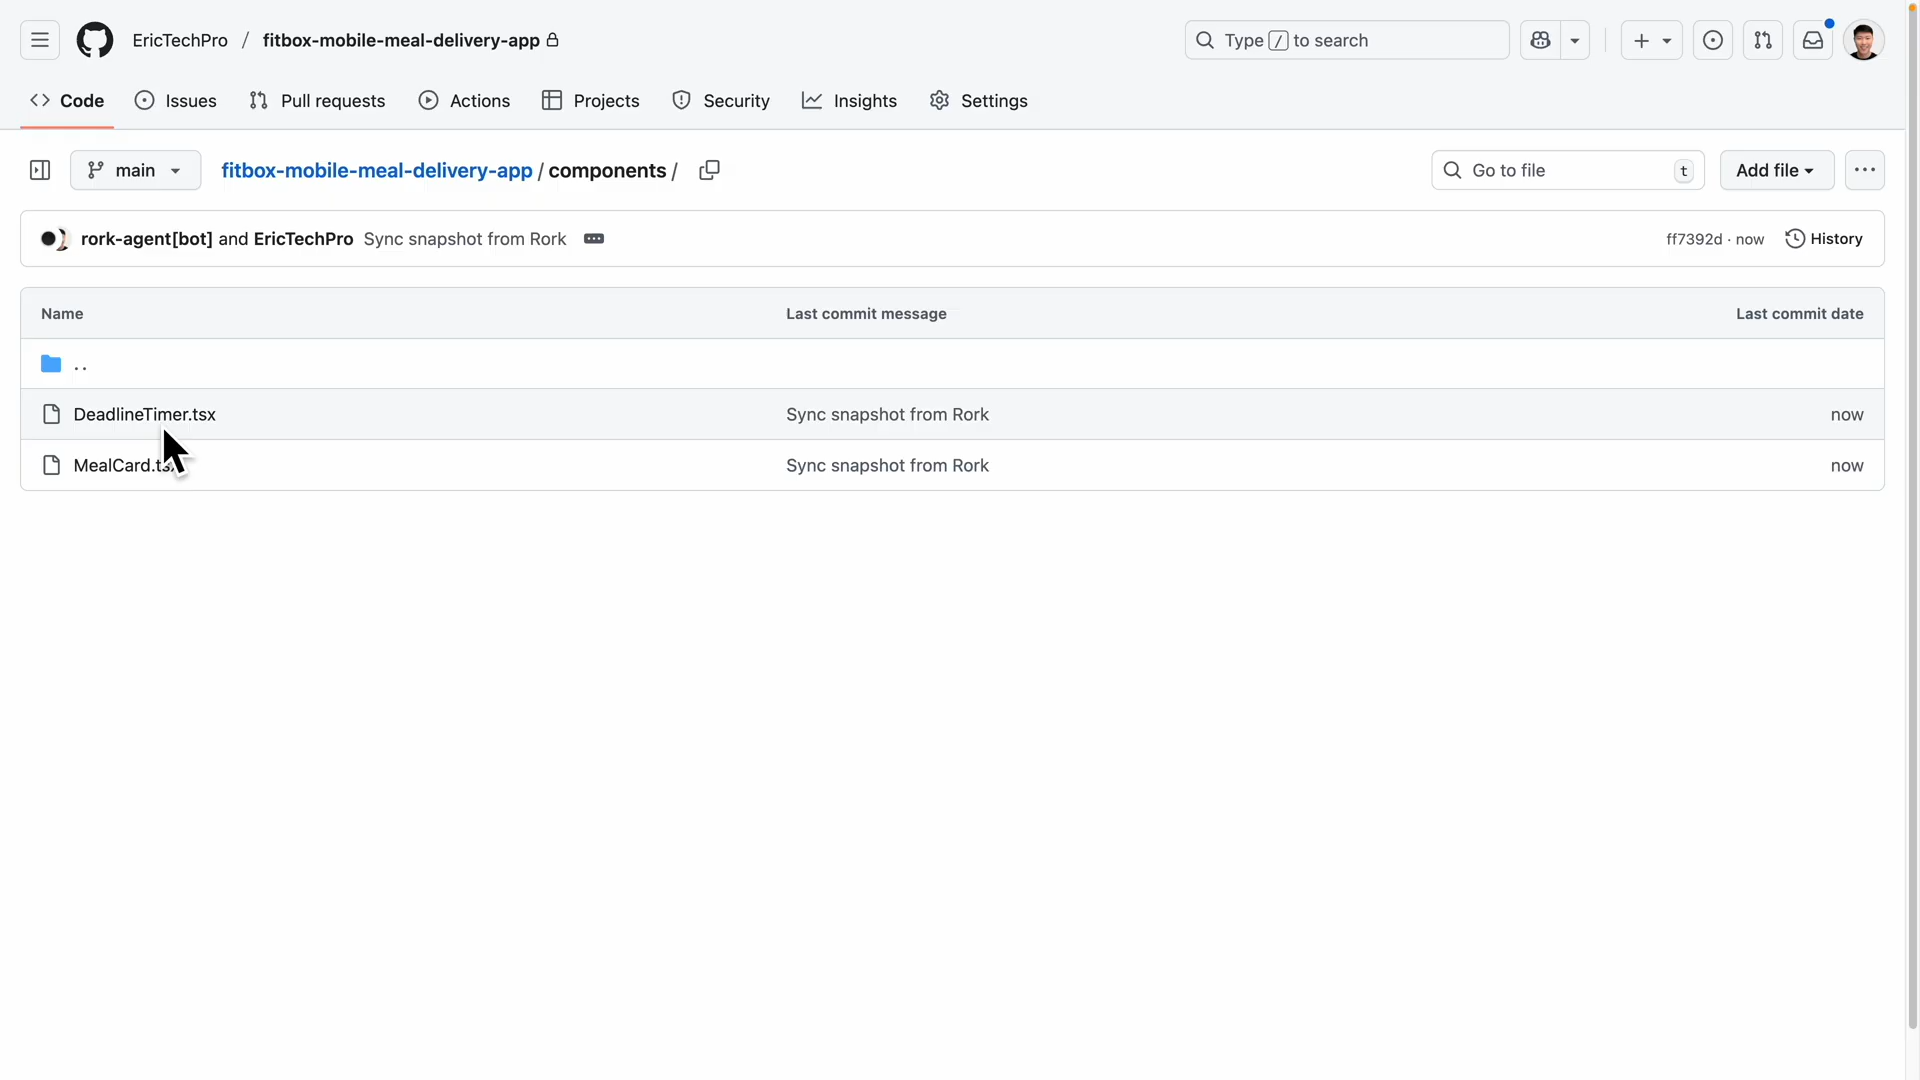 EricTechPro / fitbox-mobile-meal-delivery-app
Type / to search
Code
Issues
Pull requests
Actions
Projects
Security
Insights
Settings
main
fitbox-mobile-meal-delivery-app / components /
Go to file
t
Add file
rork-agent[bot] and EricTechPro Sync snapshot from Rork
ff7392d · now
History
Name
Last commit message
Last commit date
..
DeadlineTimer.tsx
Sync snapshot from Rork
now
MealCard.ts
Sync snapshot from Rork
now